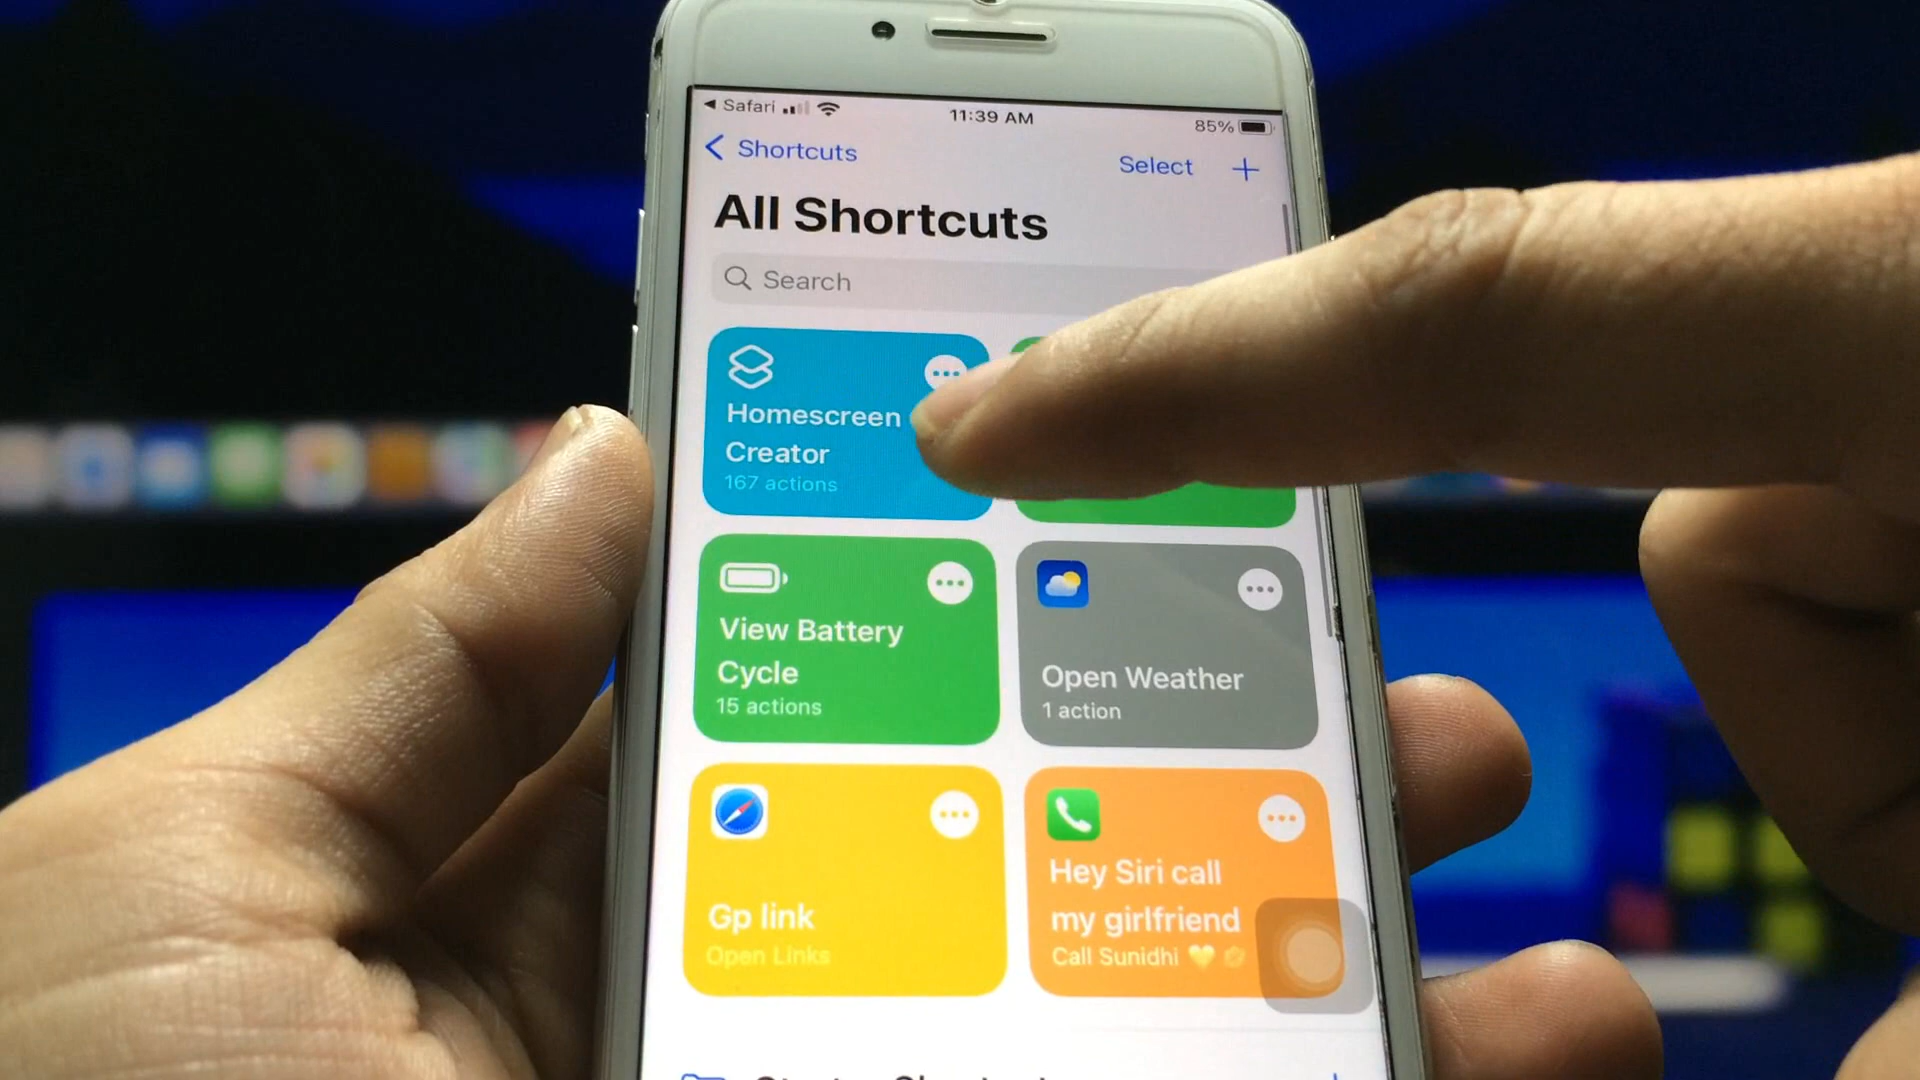 Safari
11:39 AM
85%
Shortcuts
Select
All Shortcuts
Search
Homescreen
Creator
167 actions
View Battery
Cycle
15 actions
Open Weather
1 action
Gp link
Open Links
Hey Siri call
my girlfriend
Call Sunidhi 💛